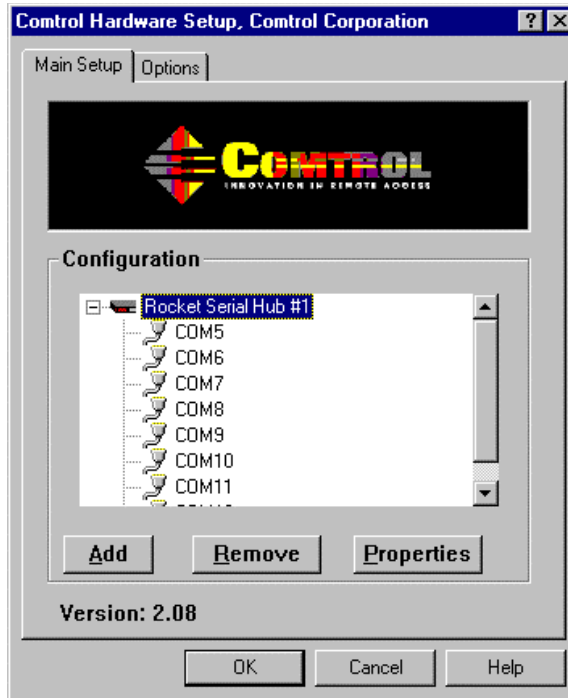 Comtrol Hardware Setup, Comtrol Corporation
Main Setup Options
COMTROL
INNOVATION IN REMOTE ACCESS
Configuration
Rocket Serial Hub #1
COM5
COM6
COM7
COM8
COM9
COM10
COM11
Add Remove Properties
Version: 2.08
OK Cancel Help